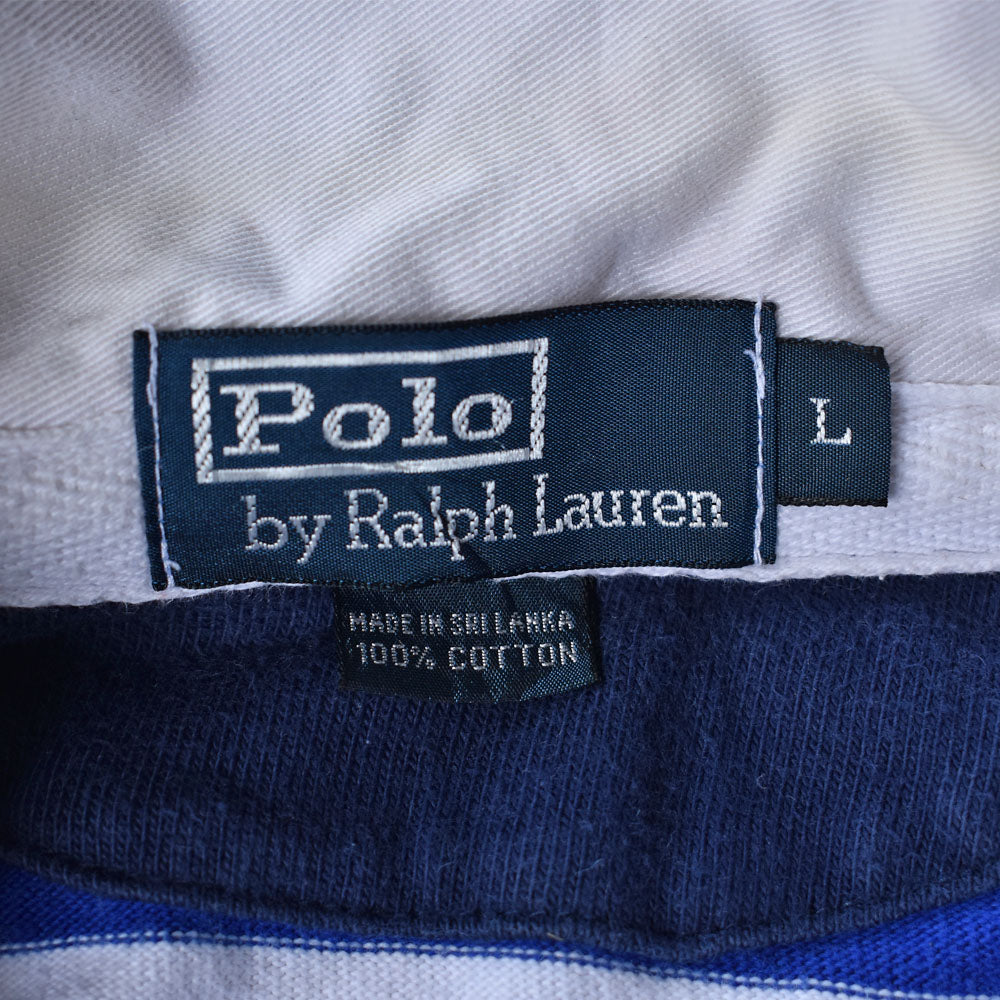 Polo
by Ralph Lauren
L
MADE IN SRI LANKA
100% COTTON